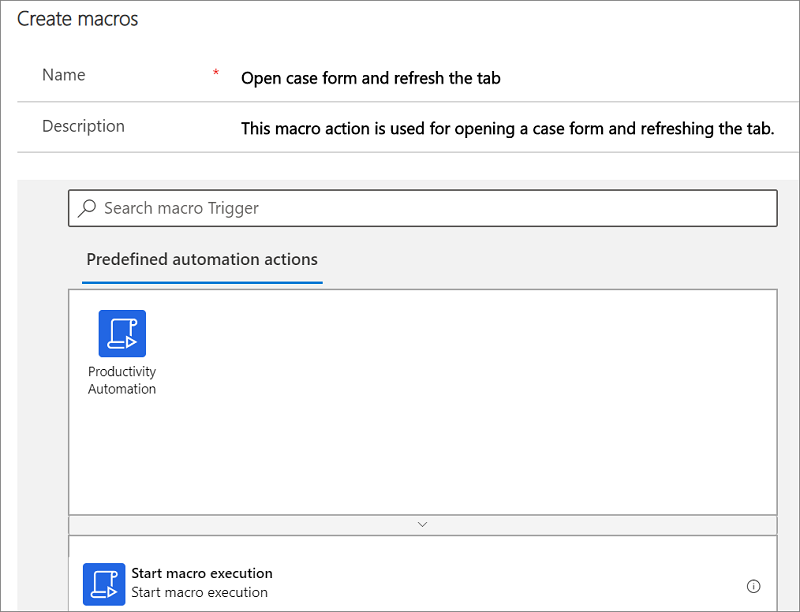 Create macros
Name * Open case form and refresh the tab
Description This macro action is used for opening a case form and refreshing the tab.
Search macro Trigger
Predefined automation actions
Productivity
Automation
Start macro execution
Start macro execution